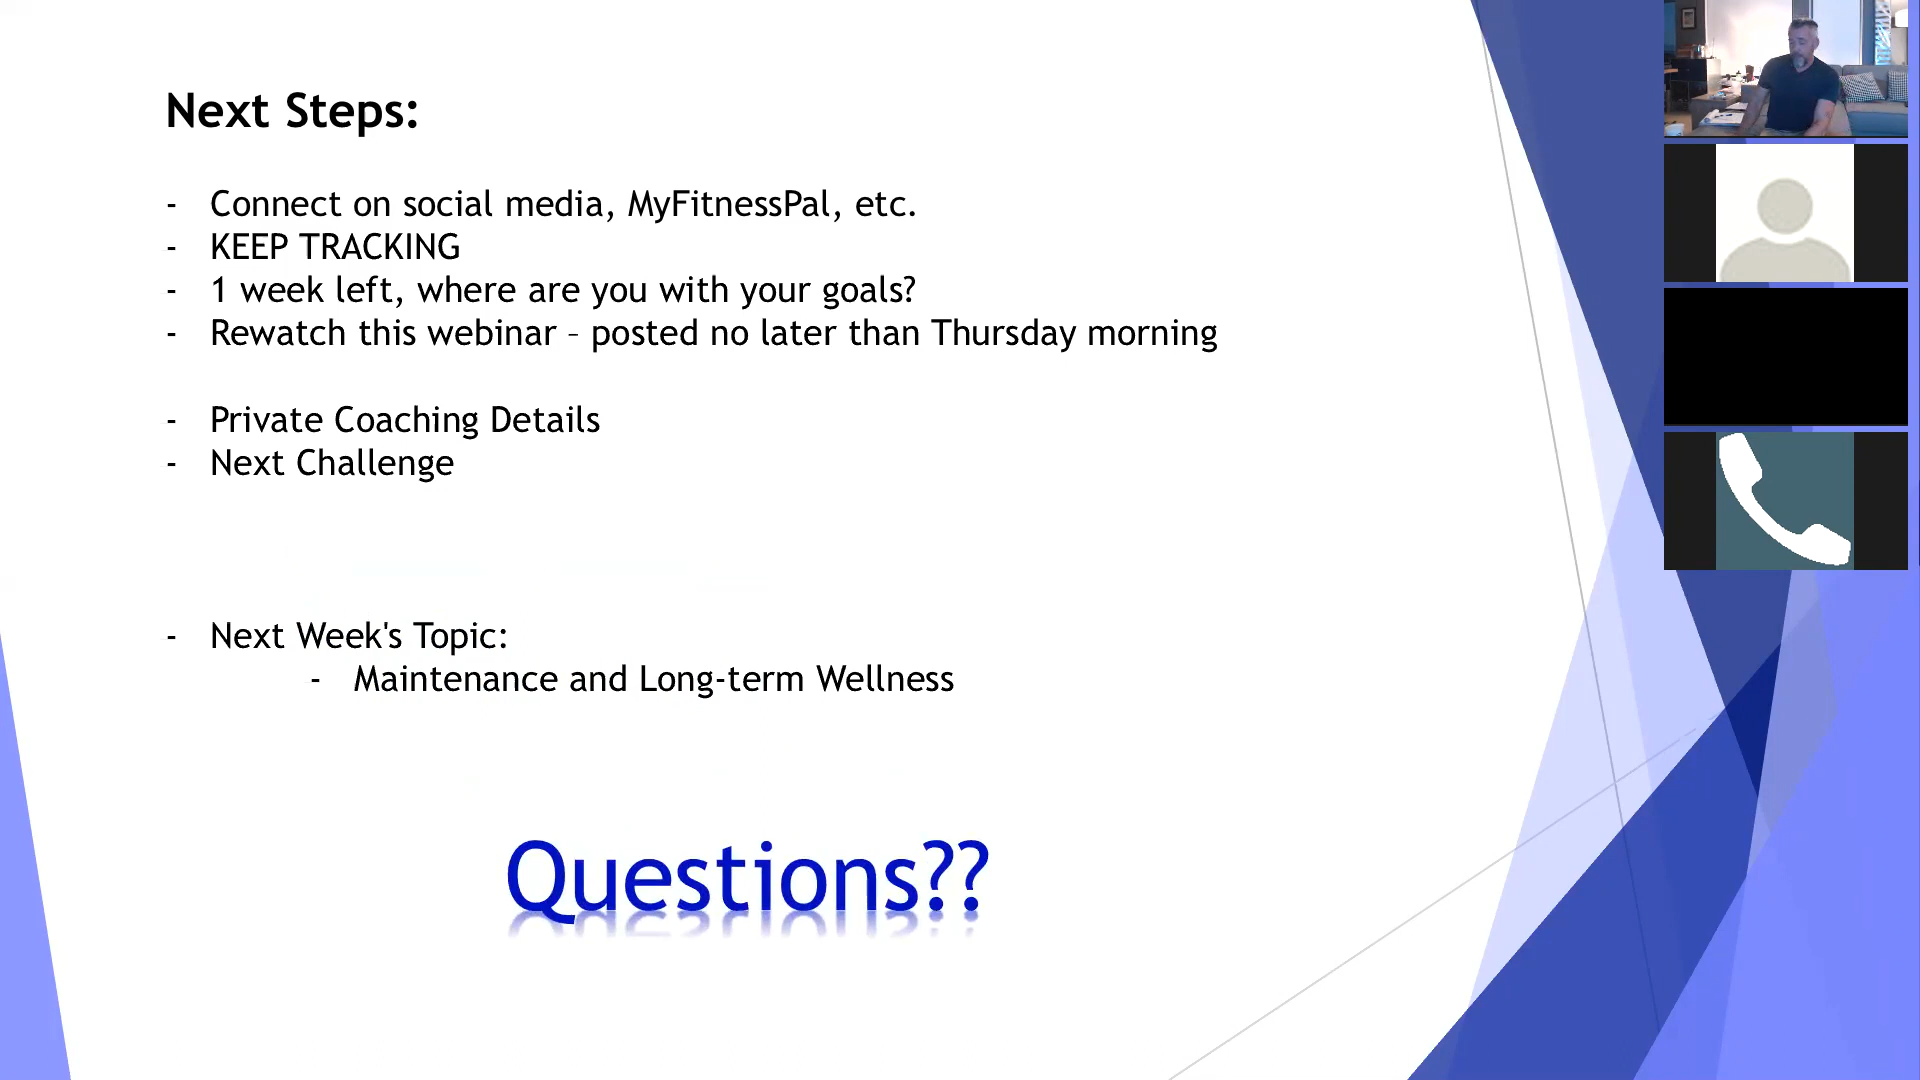 Next Steps:
- Connect on social media, MyFitnessPal, etc.
- KEEP TRACKING
- 1 week left, where are you with your goals?
- Rewatch this webinar – posted no later than Thursday morning
- Private Coaching Details
- Next Challenge
- Next Week's Topic:
- Maintenance and Long-term Wellness
Questions??